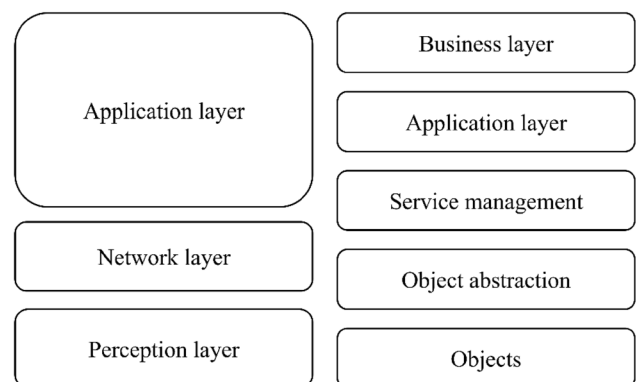 Application layer
Network layer
Perception layer
Business layer
Application layer
Service management
Object abstraction
Objects